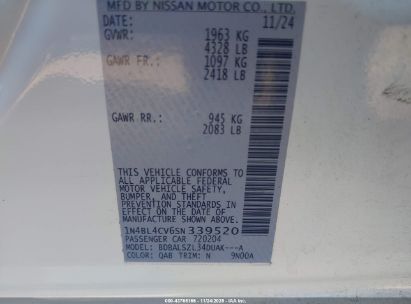 MFD BY NISSAN MOTOR CO., LTD.
DATE: 11/24
GVWR: 1963 KG
4328 LB
GAWR FR.: 1097 KG
2418 LB
GAWR RR.: 945 KG
2083 LB
THIS VEHICLE CONFORMS TO
ALL APPLICABLE FEDERAL
MOTOR VEHICLE SAFETY,
BUMPER, AND THEFT
PREVENTION STANDARDS IN
EFFECT ON THE DATE OF
MANUFACTURE SHOWN ABOVE.
1N4BL4CV6SN339520
PASSENGER CAR 720204
MODEL: BDBALSZL34DUAK---A
COLOR: QAB TRIM: N 9N00A